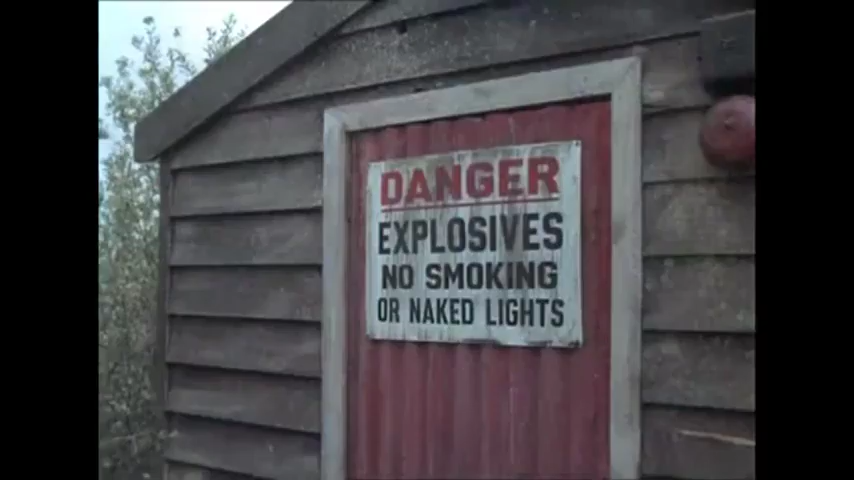 DANGER
EXPLOSIVES
NO SMOKING
OR NAKED LIGHTS